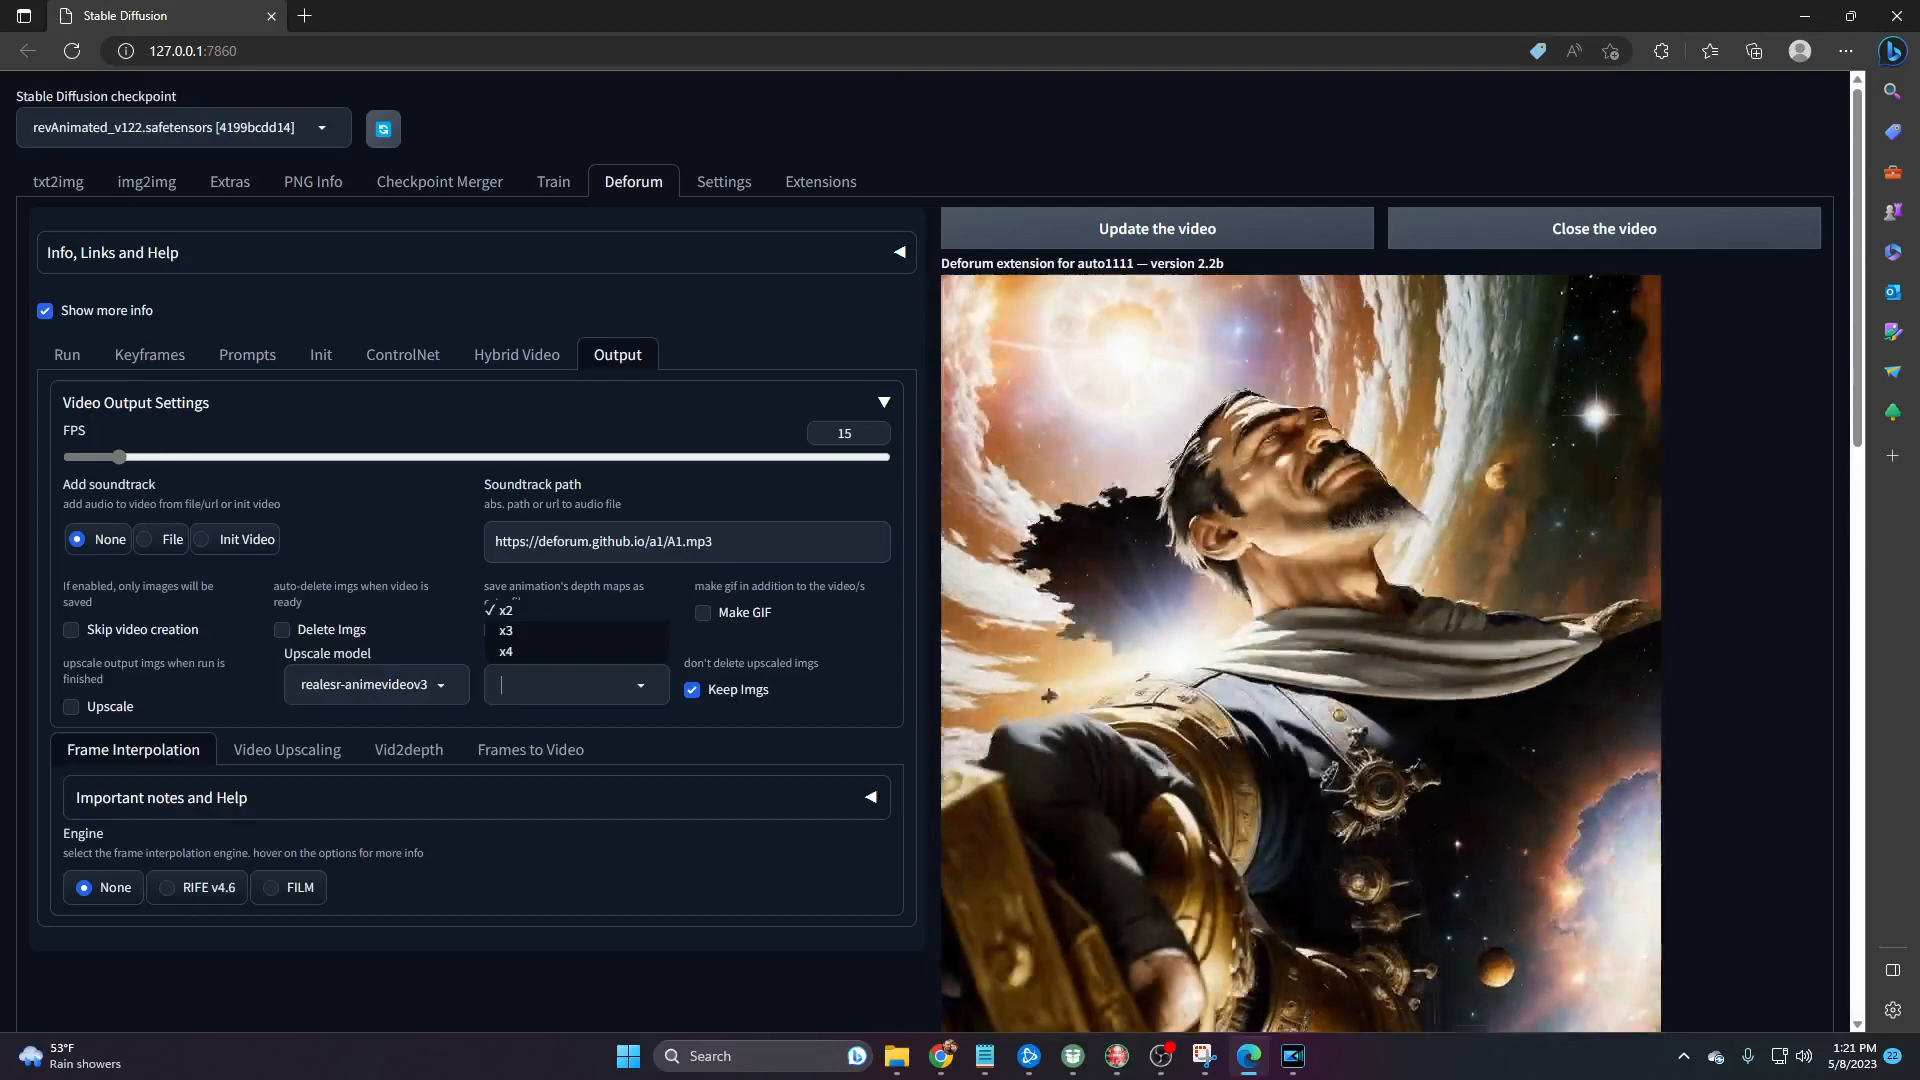 Stable Diffusion
127.0.0.1:7860
Stable Diffusion checkpoint
revAnimated_v122.safetensors [4199bcdd14]
txt2img img2img Extras PNG Info Checkpoint Merger Train Deforum Settings Extensions
Update the video Close the video
Info, Links and Help
Deforum extension for auto1111 — version 2.2b
Show more info
Run Keyframes Prompts Init ControlNet Hybrid Video Output
Video Output Settings
FPS
15
Add soundtrack Soundtrack path
add audio to video from file/url or init video abs. path or url to audio file
None File Init Video https://deforum.github.io/a1/A1.mp3
If enabled, only images will be auto-delete imgs when video is save animation's depth maps as make gif in addition to the video/s
saved ready
x2 Make GIF
Skip video creation Delete Imgs x3
Upscale model x4
upscale output imgs when run is don't delete upscaled imgs
finished realesr-animevideov3 Keep Imgs
Upscale
Frame Interpolation Video Upscaling Vid2depth Frames to Video
Important notes and Help
Engine
select the frame interpolation engine. hover on the options for more info
None RIFE v4.6 FILM
53°F
Rain showers
Search
1:21 PM
5/8/2023
22